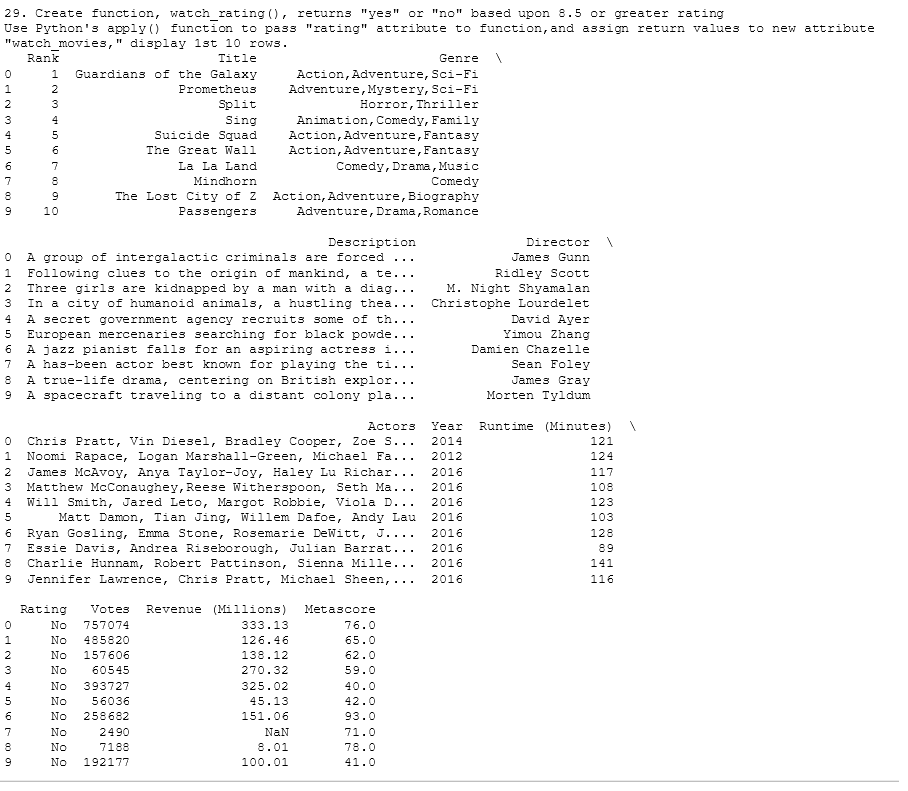 29. Create function, watch_rating(), returns "yes" or "no" based upon 8.5 or greater rating
Use Python's apply() function to pass "rating" attribute to function,and assign return values to new attribute
"watch_movies," display 1st 10 rows.
   Rank                    Title                       Genre  \
0     1  Guardians of the Galaxy     Action,Adventure,Sci-Fi
1     2               Prometheus    Adventure,Mystery,Sci-Fi
2     3                    Split             Horror,Thriller
3     4                     Sing     Animation,Comedy,Family
4     5            Suicide Squad    Action,Adventure,Fantasy
5     6           The Great Wall    Action,Adventure,Fantasy
6     7               La La Land          Comedy,Drama,Music
7     8                 Mindhorn                      Comedy
8     9       The Lost City of Z  Action,Adventure,Biography
9    10               Passengers     Adventure,Drama,Romance
                                         Description              Director  \
0  A group of intergalactic criminals are forced ...            James Gunn
1  Following clues to the origin of mankind, a te...          Ridley Scott
2  Three girls are kidnapped by a man with a diag...    M. Night Shyamalan
3  In a city of humanoid animals, a hustling thea...  Christophe Lourdelet
4  A secret government agency recruits some of th...            David Ayer
5  European mercenaries searching for black powde...           Yimou Zhang
6  A jazz pianist falls for an aspiring actress i...       Damien Chazelle
7  A has-been actor best known for playing the ti...            Sean Foley
8  A true-life drama, centering on British explor...            James Gray
9  A spacecraft traveling to a distant colony pla...         Morten Tyldum
                                              Actors  Year  Runtime (Minutes)  \
0  Chris Pratt, Vin Diesel, Bradley Cooper, Zoe S...  2014                121
1  Noomi Rapace, Logan Marshall-Green, Michael Fa...  2012                124
2  James McAvoy, Anya Taylor-Joy, Haley Lu Richar...  2016                117
3  Matthew McConaughey,Reese Witherspoon, Seth Ma...  2016                108
4  Will Smith, Jared Leto, Margot Robbie, Viola D...  2016                123
5      Matt Damon, Tian Jing, Willem Dafoe, Andy Lau  2016                103
6  Ryan Gosling, Emma Stone, Rosemarie DeWitt, J....  2016                128
7  Essie Davis, Andrea Riseborough, Julian Barrat...  2016                 89
8  Charlie Hunnam, Robert Pattinson, Sienna Mille...  2016                141
9  Jennifer Lawrence, Chris Pratt, Michael Sheen,...  2016                116
  Rating   Votes  Revenue (Millions)  Metascore
0     No  757074              333.13       76.0
1     No  485820              126.46       65.0
2     No  157606              138.12       62.0
3     No   60545              270.32       59.0
4     No  393727              325.02       40.0
5     No   56036               45.13       42.0
6     No  258682              151.06       93.0
7     No    2490                 NaN       71.0
8     No    7188                8.01       78.0
9     No  192177              100.01       41.0